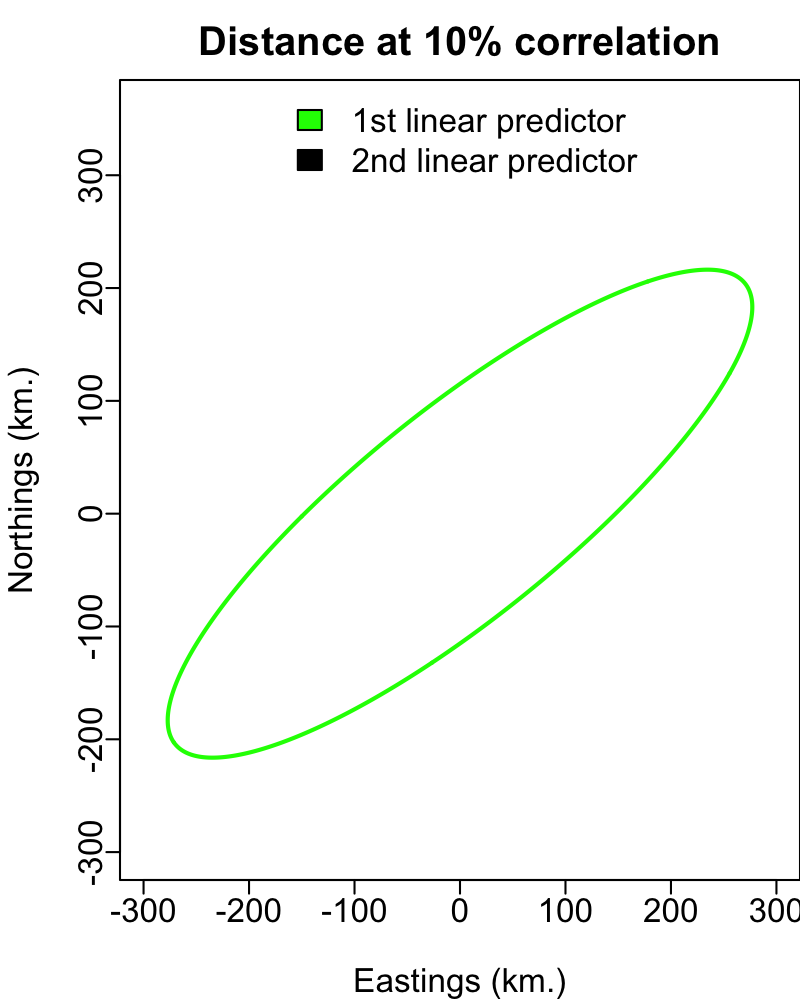 Distance at 10% correlation
1st linear predictor
2nd linear predictor
Northings (km.)
300
200
100
0
-100
-200
-300
-300 -200 -100 0 100 200 300
Eastings (km.)